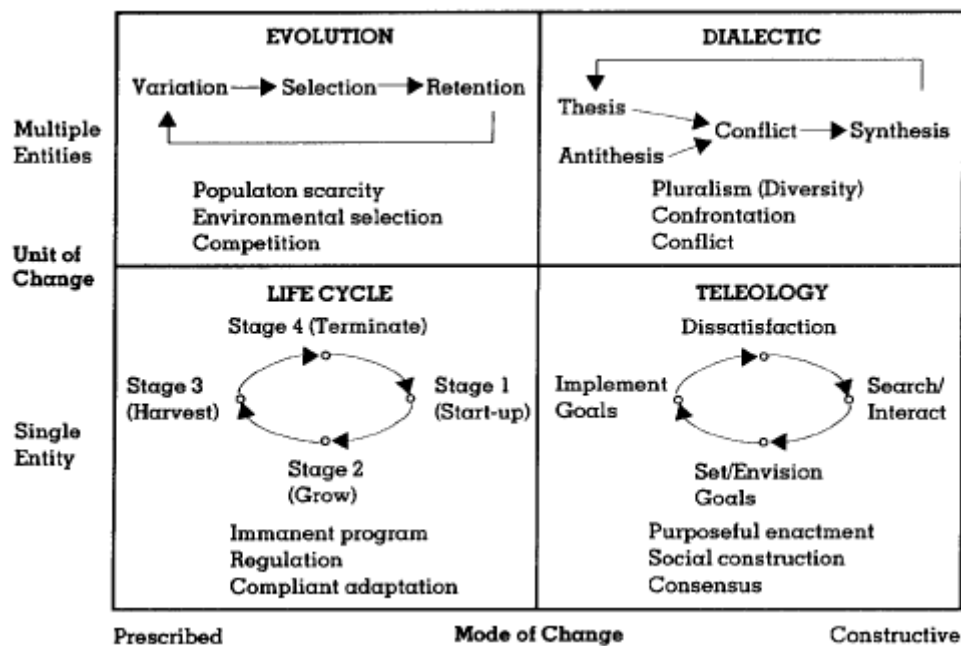 EVOLUTION
Variation Selection Retention
Populaton scarcity
Environmental selection
Competition
DIALECTIC
Thesis
Antithesis
Conflict Synthesis
Pluralism (Diversity)
Confrontation
Conflict
Multiple
Entities
Unit of
Change
Single
Entity
LIFE CYCLE
Stage 4 (Terminate)
Stage 3
(Harvest)
Stage 1
(Start-up)
Stage 2
(Grow)
Immanent program
Regulation
Compliant adaptation
TELEOLOGY
Dissatisfaction
Implement
Goals
Search/
Interact
Set/Envision
Goals
Purposeful enactment
Social construction
Consensus
Prescribed Mode of Change Constructive